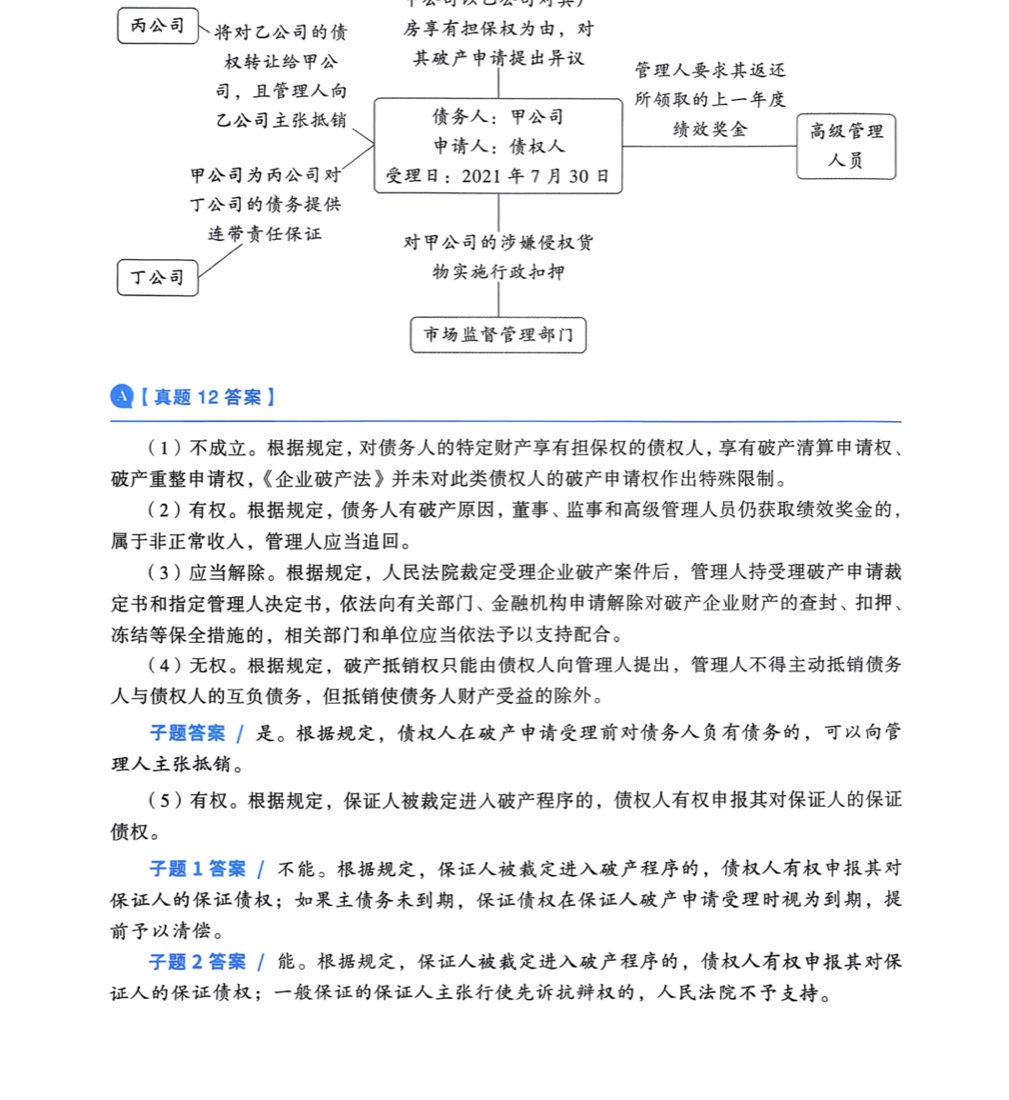 房享有担保权为由，对
其破产申请提出异议
丙公司
将对乙公司的债
权转让给甲公
司，且管理人向
乙公司主张抵销
管理人要求其返还
所领取的上一年度
绩效奖金
债务人：甲公司
申请人：债权人
受理日：2021 年 7 月 30 日
高级管理
人员
甲公司为丙公司对
丁公司的债务提供
连带责任保证
丁公司
对甲公司的涉嫌侵权货
物实施行政扣押
市场监督管理部门
A【真题 12 答案】
（1）不成立。根据规定，对债务人的特定财产享有担保权的债权人，享有破产清算申请权、
破产重整申请权，《企业破产法》并未对此类债权人的破产申请权作出特殊限制。
（2）有权。根据规定，债务人有破产原因，董事、监事和高级管理人员仍获取绩效奖金的，
属于非正常收入，管理人应当追回。
（3）应当解除。根据规定，人民法院裁定受理企业破产案件后，管理人持受理破产申请裁
定书和指定管理人决定书，依法向有关部门、金融机构申请解除对破产企业财产的查封、扣押、
冻结等保全措施的，相关部门和单位应当依法予以支持配合。
（4）无权。根据规定，破产抵销权只能由债权人向管理人提出，管理人不得主动抵销债务
人与债权人的互负债务，但抵销使债务人财产受益的除外。
子题答案 / 是。根据规定，债权人在破产申请受理前对债务人负有债务的，可以向管
理人主张抵销。
（5）有权。根据规定，保证人被裁定进入破产程序的，债权人有权申报其对保证人的保证
债权。
子题 1 答案 / 不能。根据规定，保证人被裁定进入破产程序的，债权人有权申报其对
保证人的保证债权；如果主债务未到期，保证债权在保证人破产申请受理时视为到期，提
前予以清偿。
子题 2 答案 / 能。根据规定，保证人被裁定进入破产程序的，债权人有权申报其对保
证人的保证债权；一般保证的保证人主张行使先诉抗辩权的，人民法院不予支持。